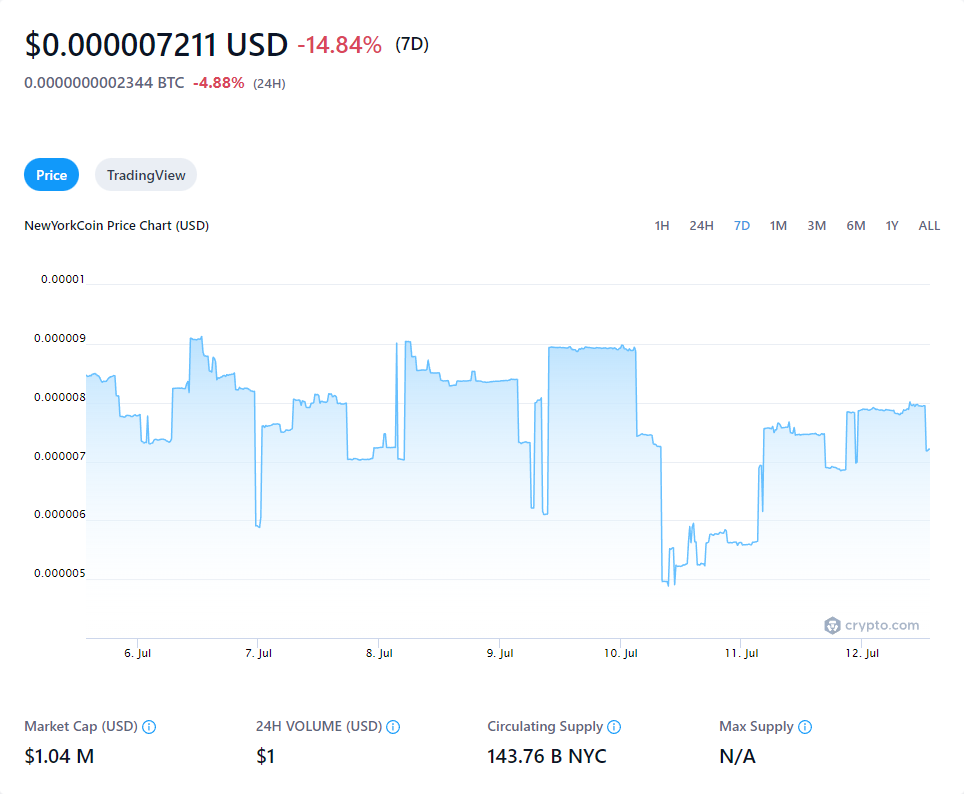 $0.000007211 USD -14.84% (7D)
0.0000000002344 BTC -4.88% (24H)
Price TradingView
NewYorkCoin Price Chart (USD) 1H 24H 7D 1M 3M 6M 1Y ALL
0.00001
0.000009
0.000008
0.000007
0.000006
0.000005
crypto.com
6. Jul 7. Jul 8. Jul 9. Jul 10. Jul 11. Jul 12. Jul
Market Cap (USD) 24H VOLUME (USD) Circulating Supply Max Supply
$1.04 M $1 143.76 B NYC N/A